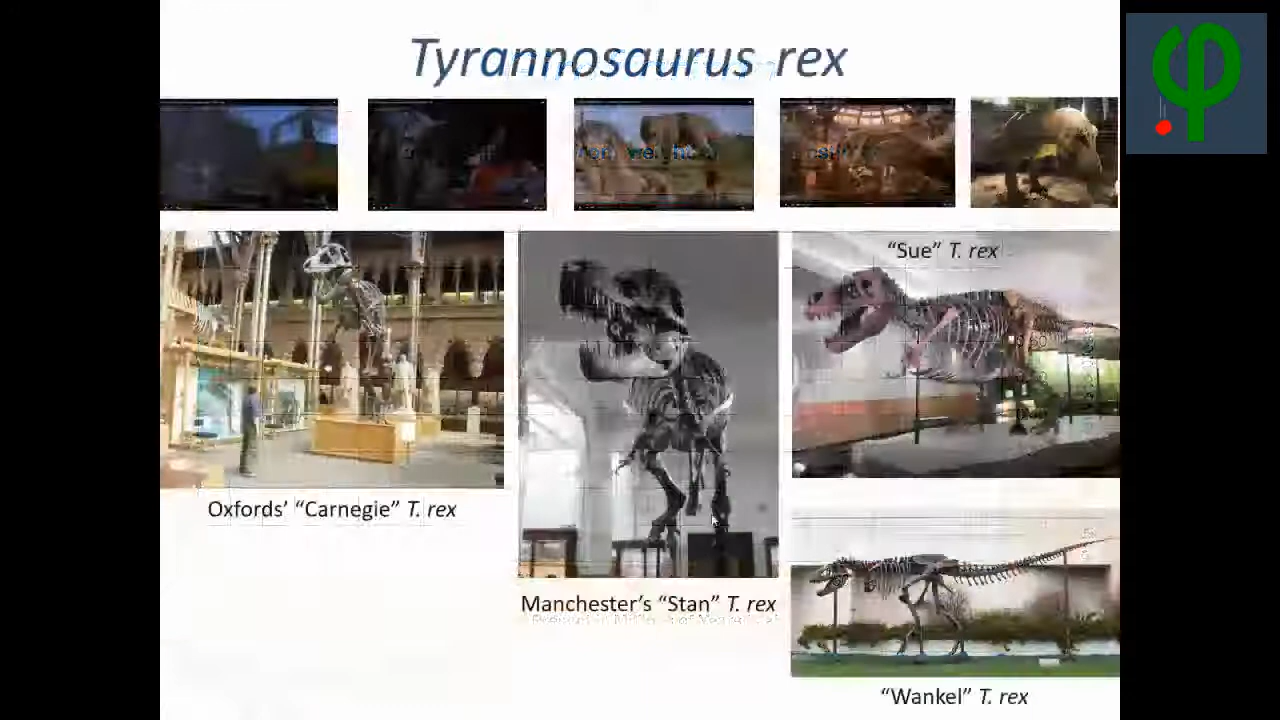 Tyrannosaurus rex
“Sue” T. rex
Oxfords’ “Carnegie” T. rex
Manchester’s “Stan” T. rex
“Wankel” T. rex